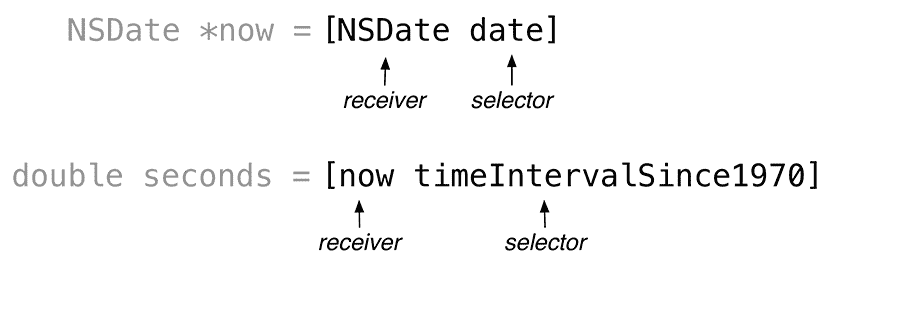 NSDate *now = [NSDate date]
receiver selector
double seconds = [now timeIntervalSince1970]
receiver selector